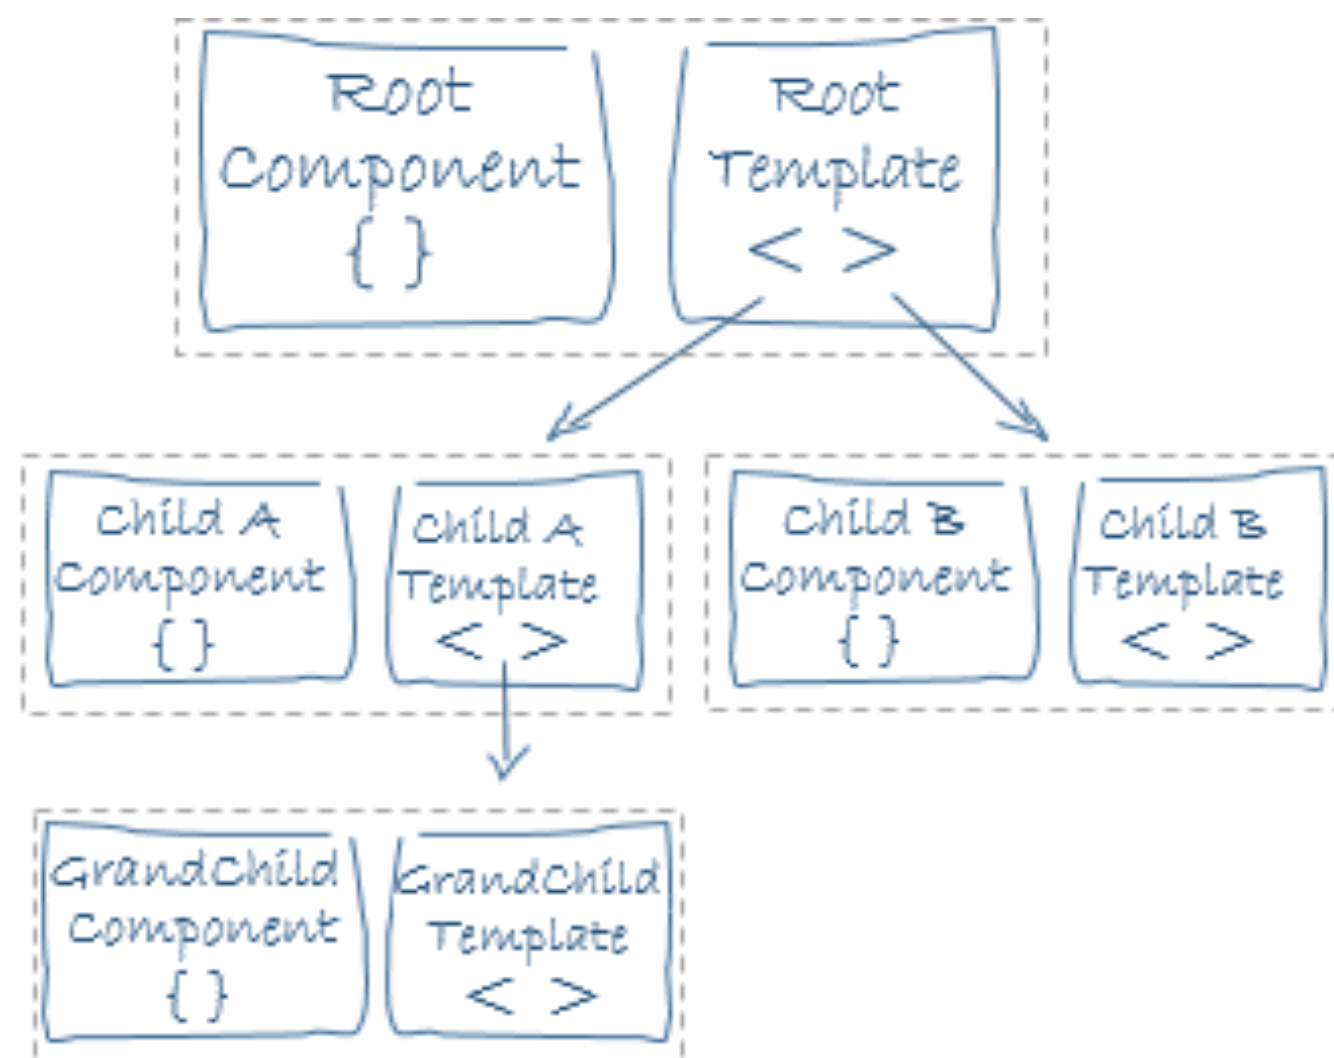 Root
Component
{ }
Root
Template
< >
Child A
Component
{ }
Child A
Template
< >
Child B
Component
{ }
Child B
Template
< >
GrandChild
Component
{ }
GrandChild
Template
< >